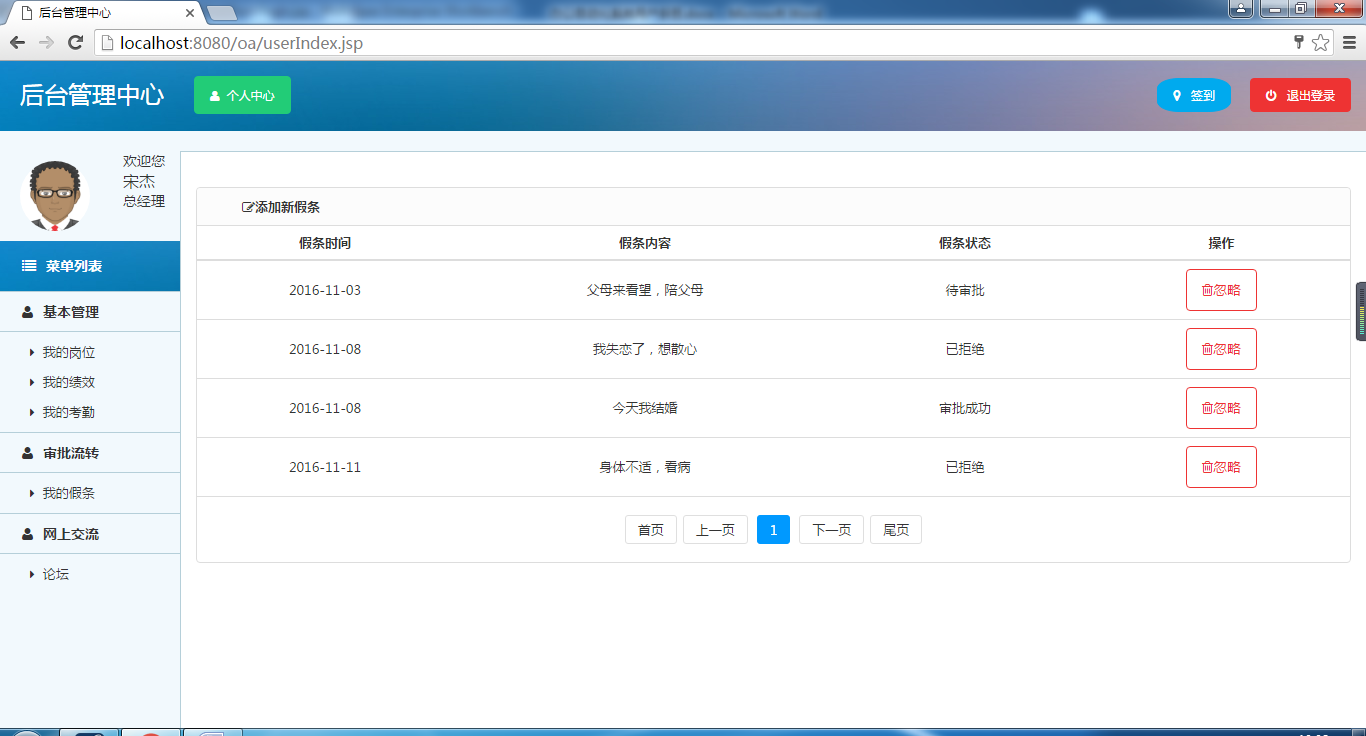 后台管理中心
localhost:8080/oa/userIndex.jsp
后台管理中心 个人中心 签到 退出登录
欢迎您
宋杰
总经理
菜单列表
基本管理
我的岗位
我的绩效
我的考勤
审批流转
我的假条
网上交流
论坛
添加新假条
假条时间 假条内容 假条状态 操作
2016-11-03 父母来看望，陪父母 待审批 忽略
2016-11-08 我失恋了，想散心 已拒绝 忽略
2016-11-08 今天我结婚 审批成功 忽略
2016-11-11 身体不适，看病 已拒绝 忽略
首页 上一页 1 下一页 尾页